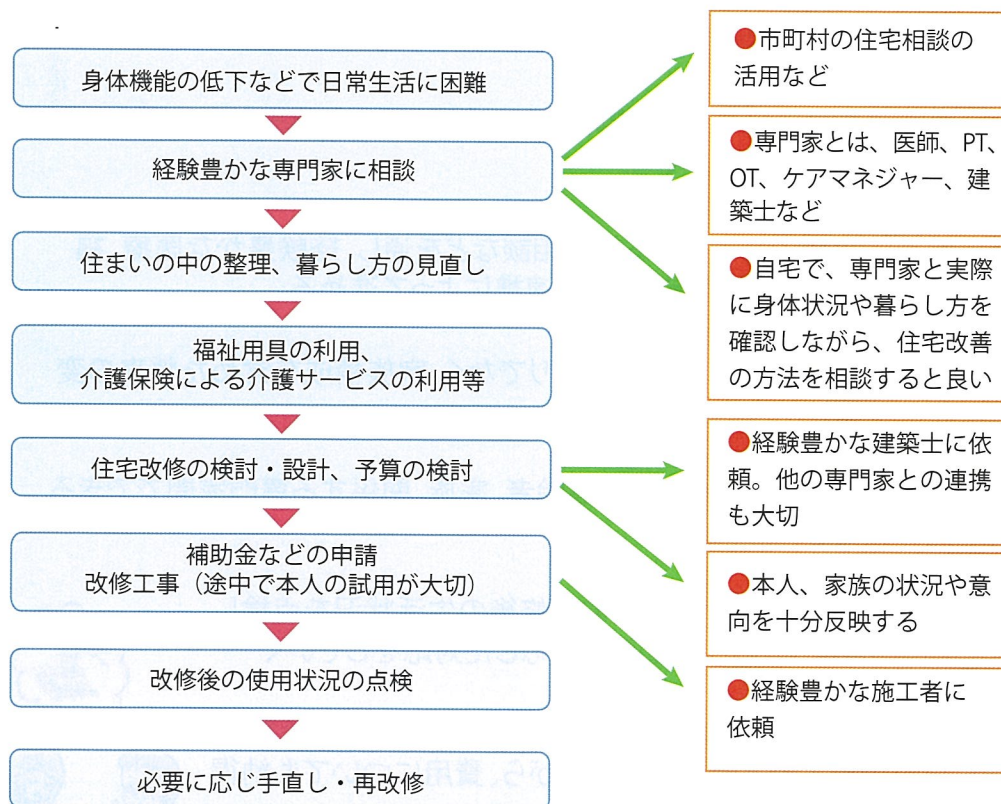 身体機能の低下などで日常生活に困難
経験豊かな専門家に相談
住まいの中の整理、暮らし方の見直し
福祉用具の利用、
介護保険による介護サービスの利用等
住宅改修の検討・設計、予算の検討
補助金などの申請
改修工事（途中で本人の試用が大切）
改修後の使用状況の点検
必要に応じ手直し・再改修
●市町村の住宅相談の
活用など
●専門家とは、医師、PT、
OT、ケアマネジャー、建
築士など
●自宅で、専門家と実際
に身体状況や暮らし方を
確認しながら、住宅改善
の方法を相談すると良い
●経験豊かな建築士に依
頼。他の専門家との連携
も大切
●本人、家族の状況や意
向を十分反映する
●経験豊かな施工者に
依頼